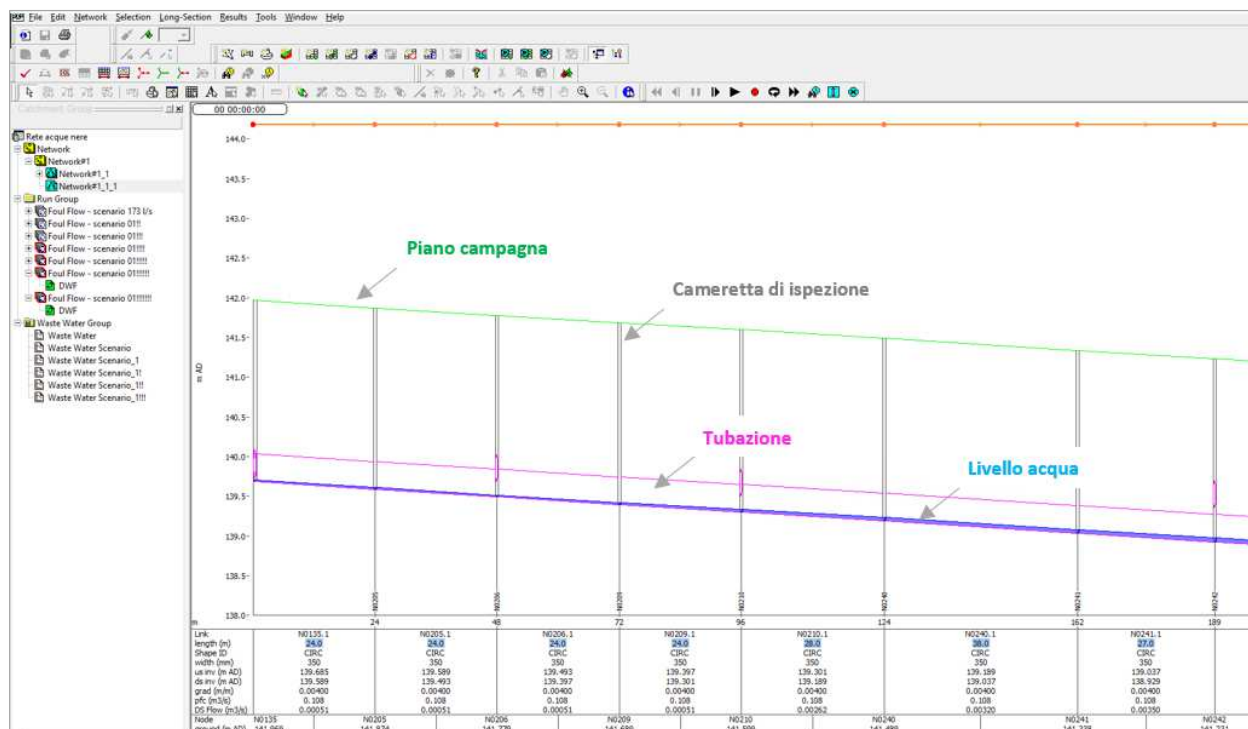 File Edit Network Selection Long-Section Results Tools Window Help
Catchment Group
00 00:00:00
Rete acque nere
Network
Network#1
Network#1_1
Network#1_1_1
Run Group
Foul Flow - scenario 173 l/s
Foul Flow - scenario 01!!
Foul Flow - scenario 01!!!
Foul Flow - scenario 01!!!!
Foul Flow - scenario 01!!!!!
Foul Flow - scenario 01!!!!!!
DWF
Foul Flow - scenario 01!!!!!!!
DWF
Waste Water Group
Waste Water
Waste Water Scenario
Waste Water Scenario_1
Waste Water Scenario_1!
Waste Water Scenario_1!!
Waste Water Scenario_1!!!
144.0
143.5
143.0
142.5
142.0
141.5
141.0
140.5
140.0
139.5
139.0
138.5
138.0
m AD
Piano campagna
Cameretta di ispezione
Tubazione
Livello acqua
N0205 N0206 N0209 N0210 N0240 N0241 N0242
m 24 48 72 96 124 162 189
Link N0135.1 N0205.1 N0206.1 N0209.1 N0210.1 N0240.1 N0241.1
length (m) 24.0 24.0 24.0 24.0 28.0 38.0 27.0
Shape ID CIRC CIRC CIRC CIRC CIRC CIRC CIRC
width (mm) 350 350 350 350 350 350 350
us inv (m AD) 139.685 139.589 139.493 139.397 139.301 139.189 139.037
ds inv (m AD) 139.589 139.493 139.397 139.301 139.189 139.037 138.929
grad (m/m) 0.00400 0.00400 0.00400 0.00400 0.00400 0.00400 0.00400
pfc (m3/s) 0.108 0.108 0.108 0.108 0.108 0.108 0.108
DS Flow (m3/s) 0.00051 0.00051 0.00051 0.00051 0.00262 0.00320 0.00350
Node N0135 N0205 N0206 N0209 N0210 N0240 N0241 N0242